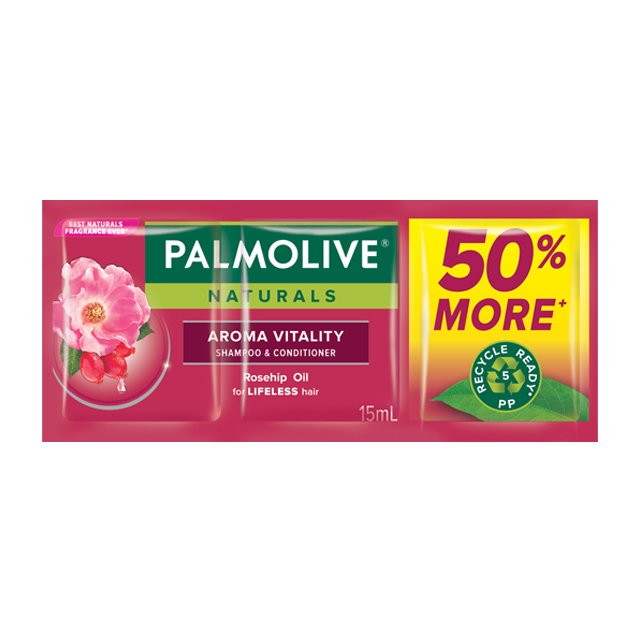 BEST NATURALS
FRAGRANCE EVER*
PALMOLIVE®
NATURALS
AROMA VITALITY
SHAMPOO & CONDITIONER
Rosehip Oil
for LIFELESS hair
15mL
50%
MORE+
RECYCLE READY*
5
PP